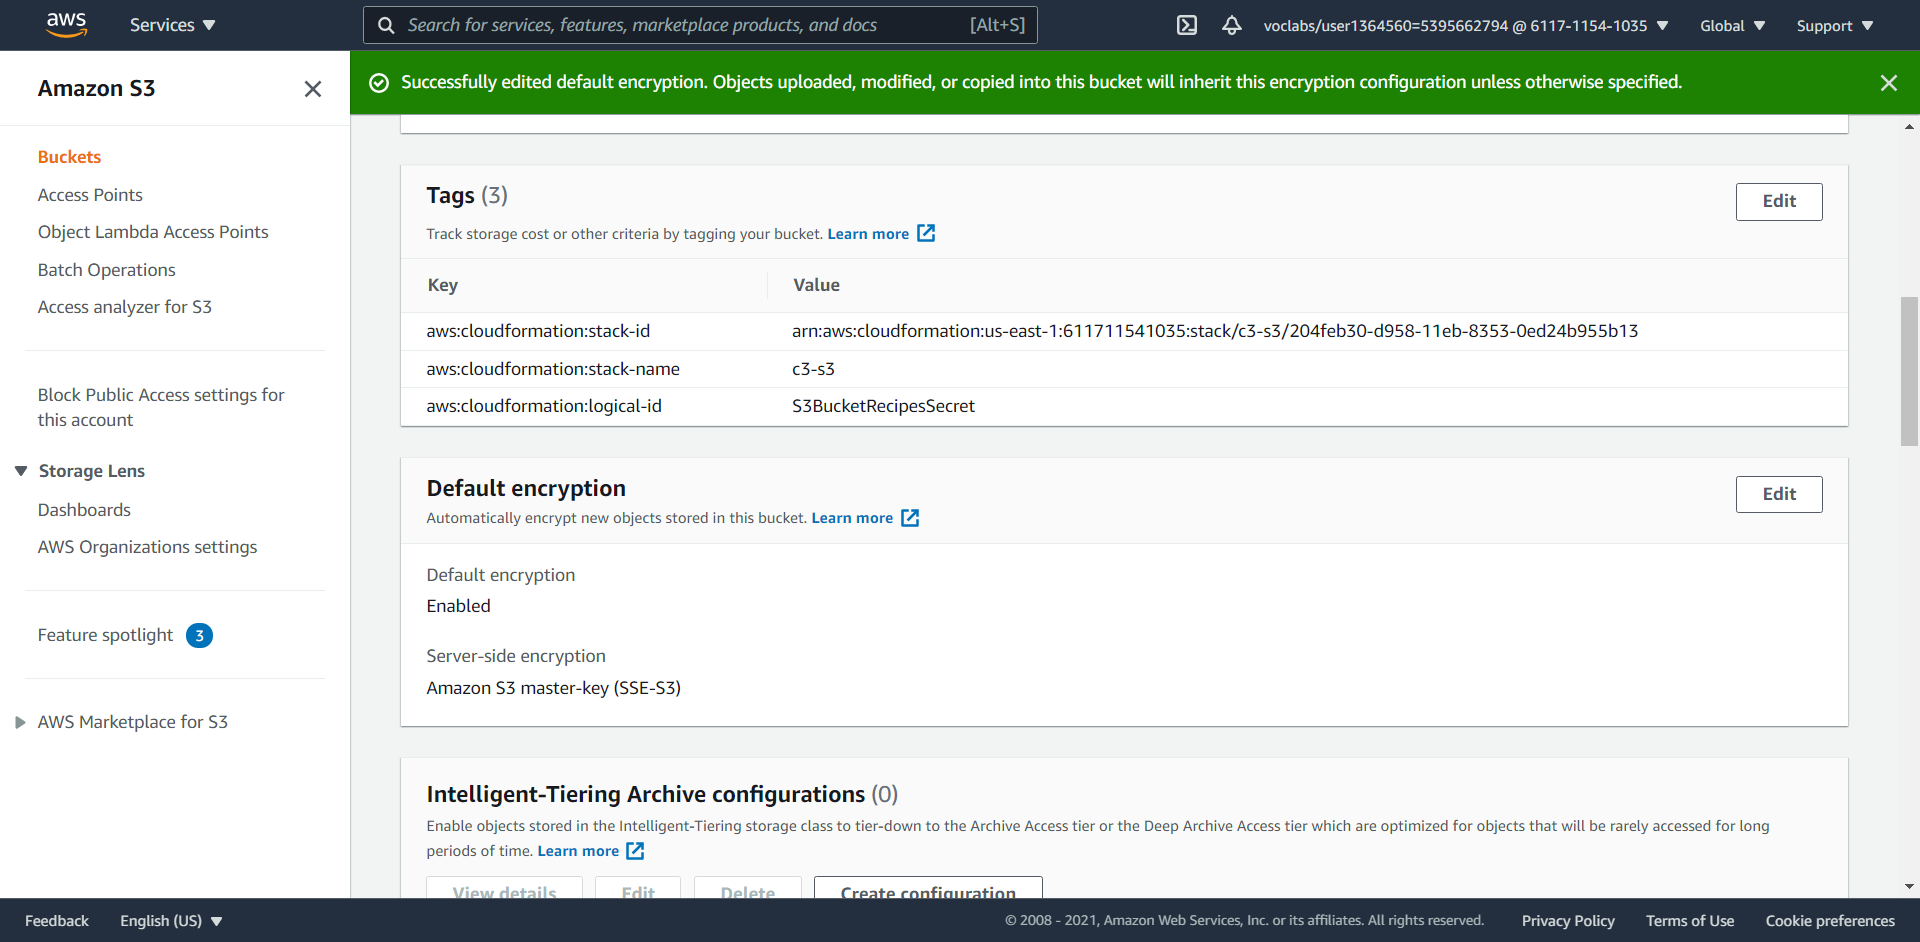 aws
Services
Search for services, features, marketplace products, and docs [Alt+S]
voclabs/user1364560=5395662794 @ 6117-1154-1035
Global
Support
Amazon S3
Buckets
Access Points
Object Lambda Access Points
Batch Operations
Access analyzer for S3
Block Public Access settings for
this account
Storage Lens
Dashboards
AWS Organizations settings
Feature spotlight 3
AWS Marketplace for S3
Successfully edited default encryption. Objects uploaded, modified, or copied into this bucket will inherit this encryption configuration unless otherwise specified.
Tags (3)
Edit
Track storage cost or other criteria by tagging your bucket. Learn more
Key Value
aws:cloudformation:stack-id arn:aws:cloudformation:us-east-1:611711541035:stack/c3-s3/204feb30-d958-11eb-8353-0ed24b955b13
aws:cloudformation:stack-name c3-s3
aws:cloudformation:logical-id S3BucketRecipesSecret
Default encryption
Edit
Automatically encrypt new objects stored in this bucket. Learn more
Default encryption
Enabled
Server-side encryption
Amazon S3 master-key (SSE-S3)
Intelligent-Tiering Archive configurations (0)
Enable objects stored in the Intelligent-Tiering storage class to tier-down to the Archive Access tier or the Deep Archive Access tier which are optimized for objects that will be rarely accessed for long
periods of time. Learn more
View details Edit Delete Create configuration
Feedback English (US) © 2008 - 2021, Amazon Web Services, Inc. or its affiliates. All rights reserved. Privacy Policy Terms of Use Cookie preferences